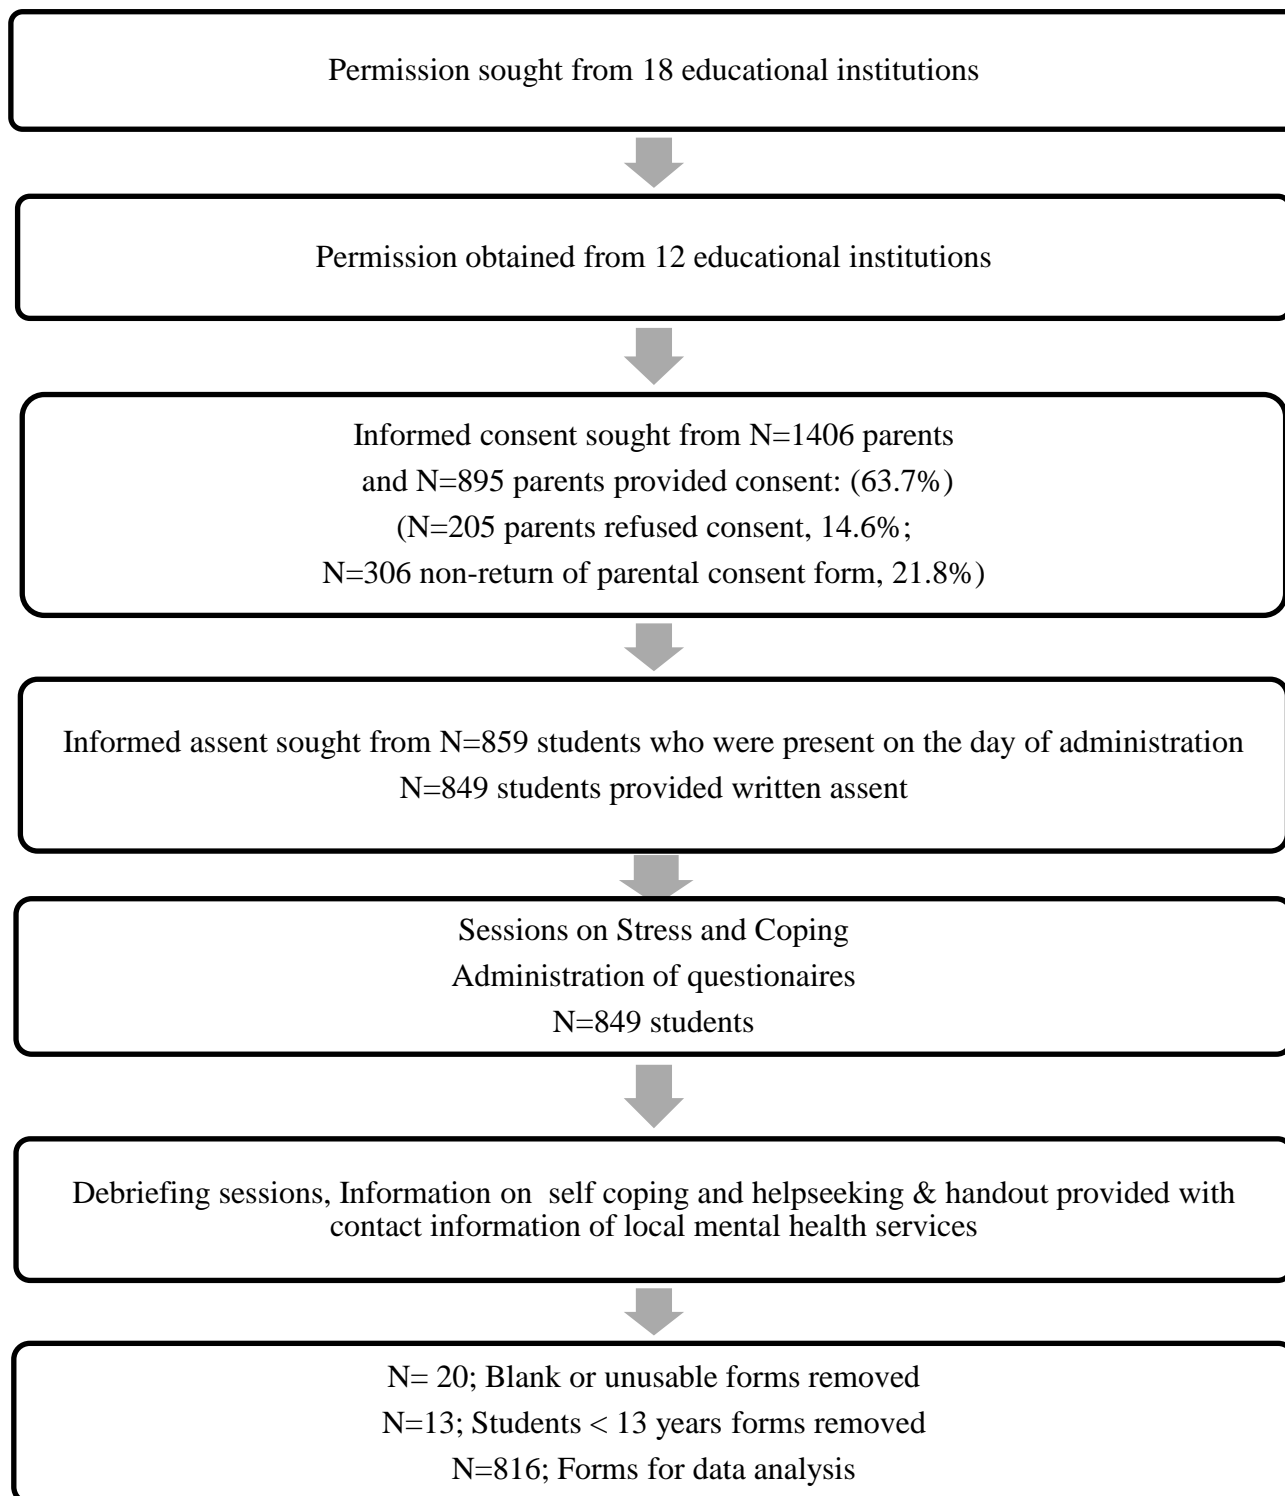 Permission sought from 18 educational institutions
Permission obtained from 12 educational institutions
Informed consent sought from N=1406 parents
and N=895 parents provided consent: (63.7%)
(N=205 parents refused consent, 14.6%;
N=306 non-return of parental consent form, 21.8%)
Informed assent sought from N=859 students who were present on the day of administration
N=849 students provided written assent
Sessions on Stress and Coping
Administration of questionaires
N=849 students
Debriefing sessions, Information on self coping and helpseeking & handout provided with
contact information of local mental health services
N= 20; Blank or unusable forms removed
N=13; Students < 13 years forms removed
N=816; Forms for data analysis